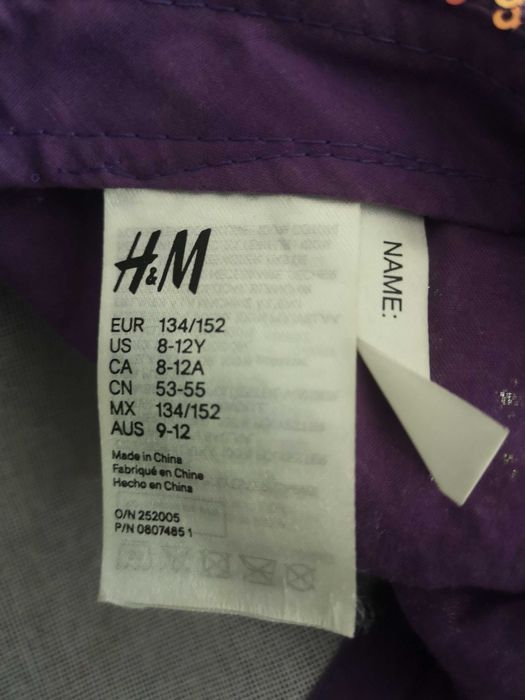 H&M
EUR 134/152
US 8-12Y
CA 8-12A
CN 53-55
MX 134/152
AUS 9-12
Made in China
Fabriqué en Chine
Hecho en China
O/N 252005
P/N 0807485 1
NAME: